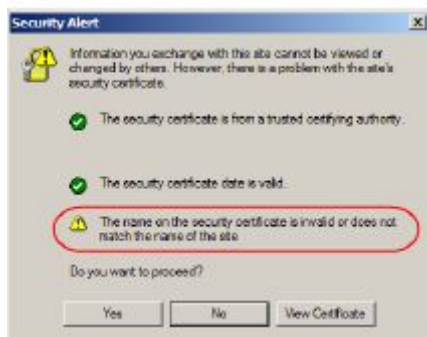 Security Alert
Information you exchange with this site cannot be viewed or
changed by others. However, there is a problem with the site's
security certificate.
The security certificate is from a trusted certifying authority.
The security certificate date is valid.
The name on the security certificate is invalid or does not
match the name of the site
Do you want to proceed?
Yes
No
View Certificate